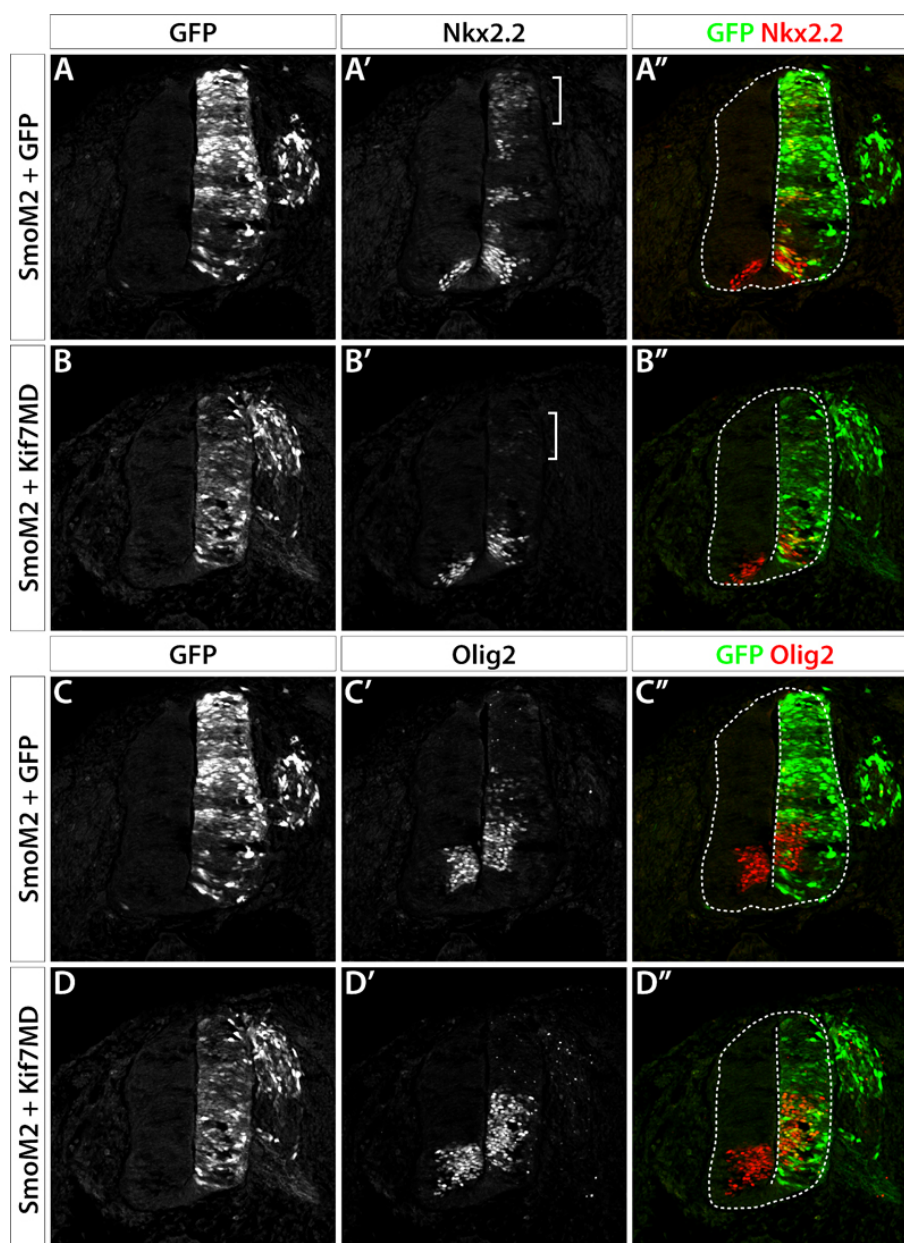 GFP Nkx2.2 GFP Nkx2.2
SmoM2 + GFP
A A′ A″
SmoM2 + Kif7MD
B B′ B″
GFP Olig2 GFP Olig2
SmoM2 + GFP
C C′ C″
SmoM2 + Kif7MD
D D′ D″